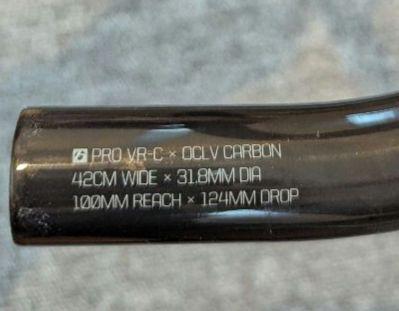 PRO VR-C × OCLV CARBON
42CM WIDE × 31.8MM DIA
100MM REACH × 124MM DROP